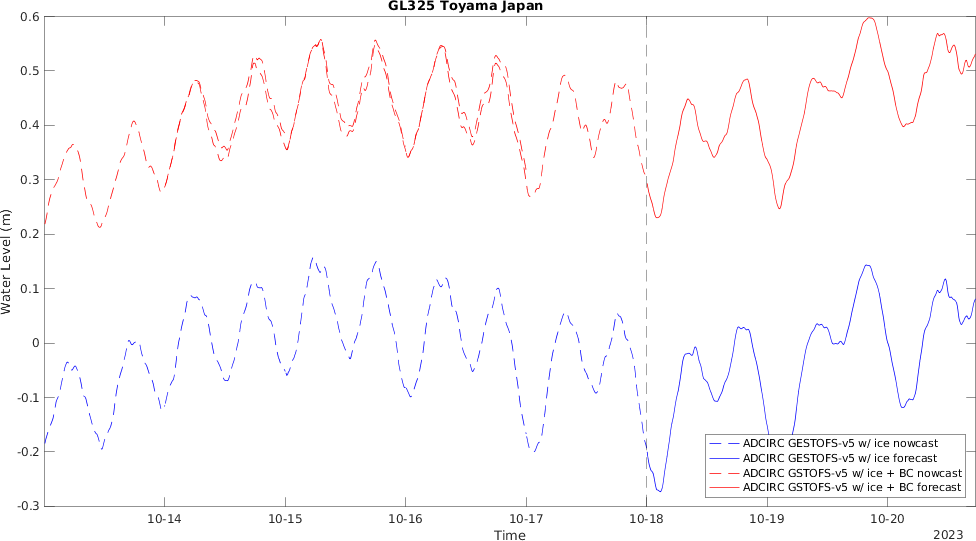 GL325 Toyama Japan
0.6
0.5
0.4
0.3
0.2
0.1
0
-0.1
-0.2
-0.3
Water Level (m)
ADCIRC GESTOFS-v5 w/ ice nowcast
ADCIRC GESTOFS-v5 w/ ice forecast
ADCIRC GSTOFS-v5 w/ ice + BC nowcast
ADCIRC GSTOFS-v5 w/ ice + BC forecast
10-14 10-15 10-16 10-17 10-18 10-19 10-20
Time
2023